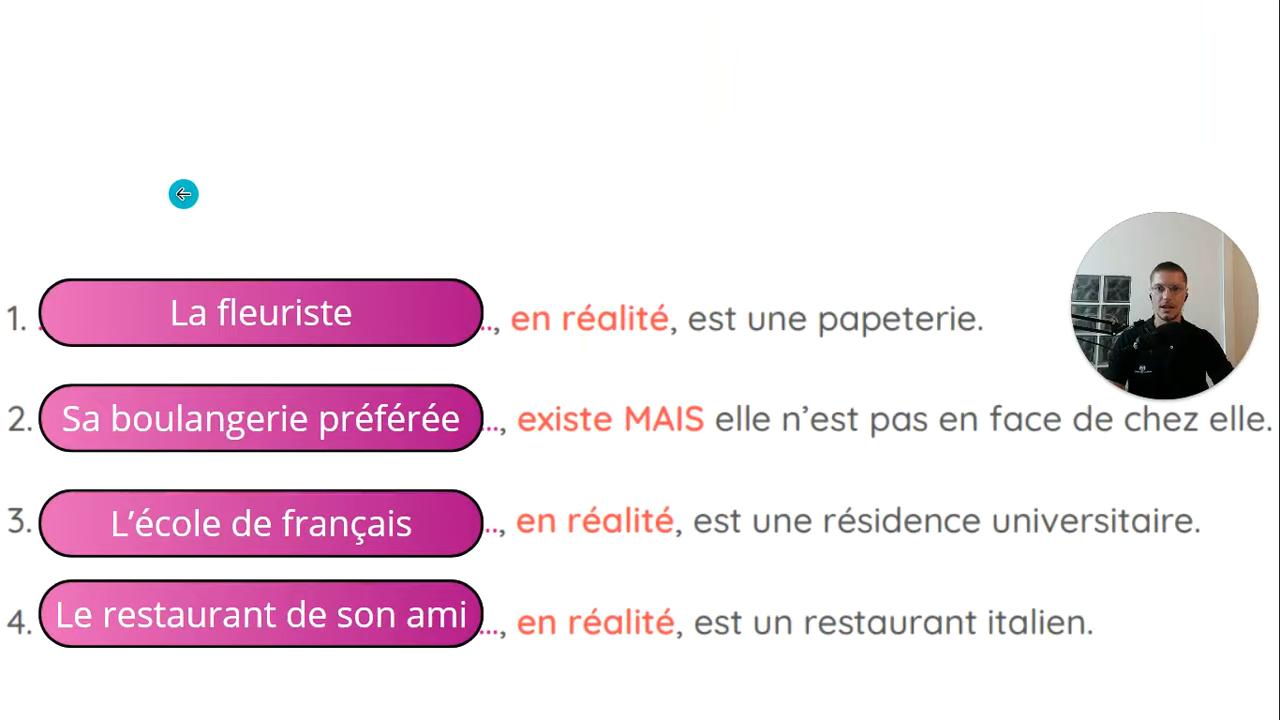 1. La fleuriste .., en réalité, est une papeterie.
2. Sa boulangerie préférée .., existe MAIS elle n'est pas en face de chez elle.
3. L'école de français .., en réalité, est une résidence universitaire.
4. Le restaurant de son ami ..., en réalité, est un restaurant italien.